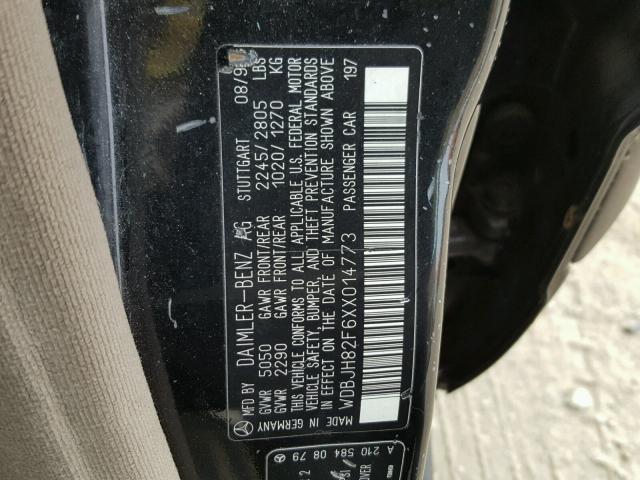 MFD BY DAIMLER-BENZ AG STUTTGART 08/9
GVWR 5050 GAWR FRONT/REAR 2245/2805 LBS
GVWR 2290 GAWR FRONT/REAR 1020/1270 KG
THIS VEHICLE CONFORMS TO ALL APPLICABLE U.S. FEDERAL MOTOR
VEHICLE SAFETY, BUMPER, AND THEFT PREVENTION STANDARDS
IN EFFECT ON THE DATE OF MANUFACTURE SHOWN ABOVE
WDBJH82F6XX014773 PASSENGER CAR 197
MADE IN GERMANY
A 210 584 08 79
2
SI/
OVER